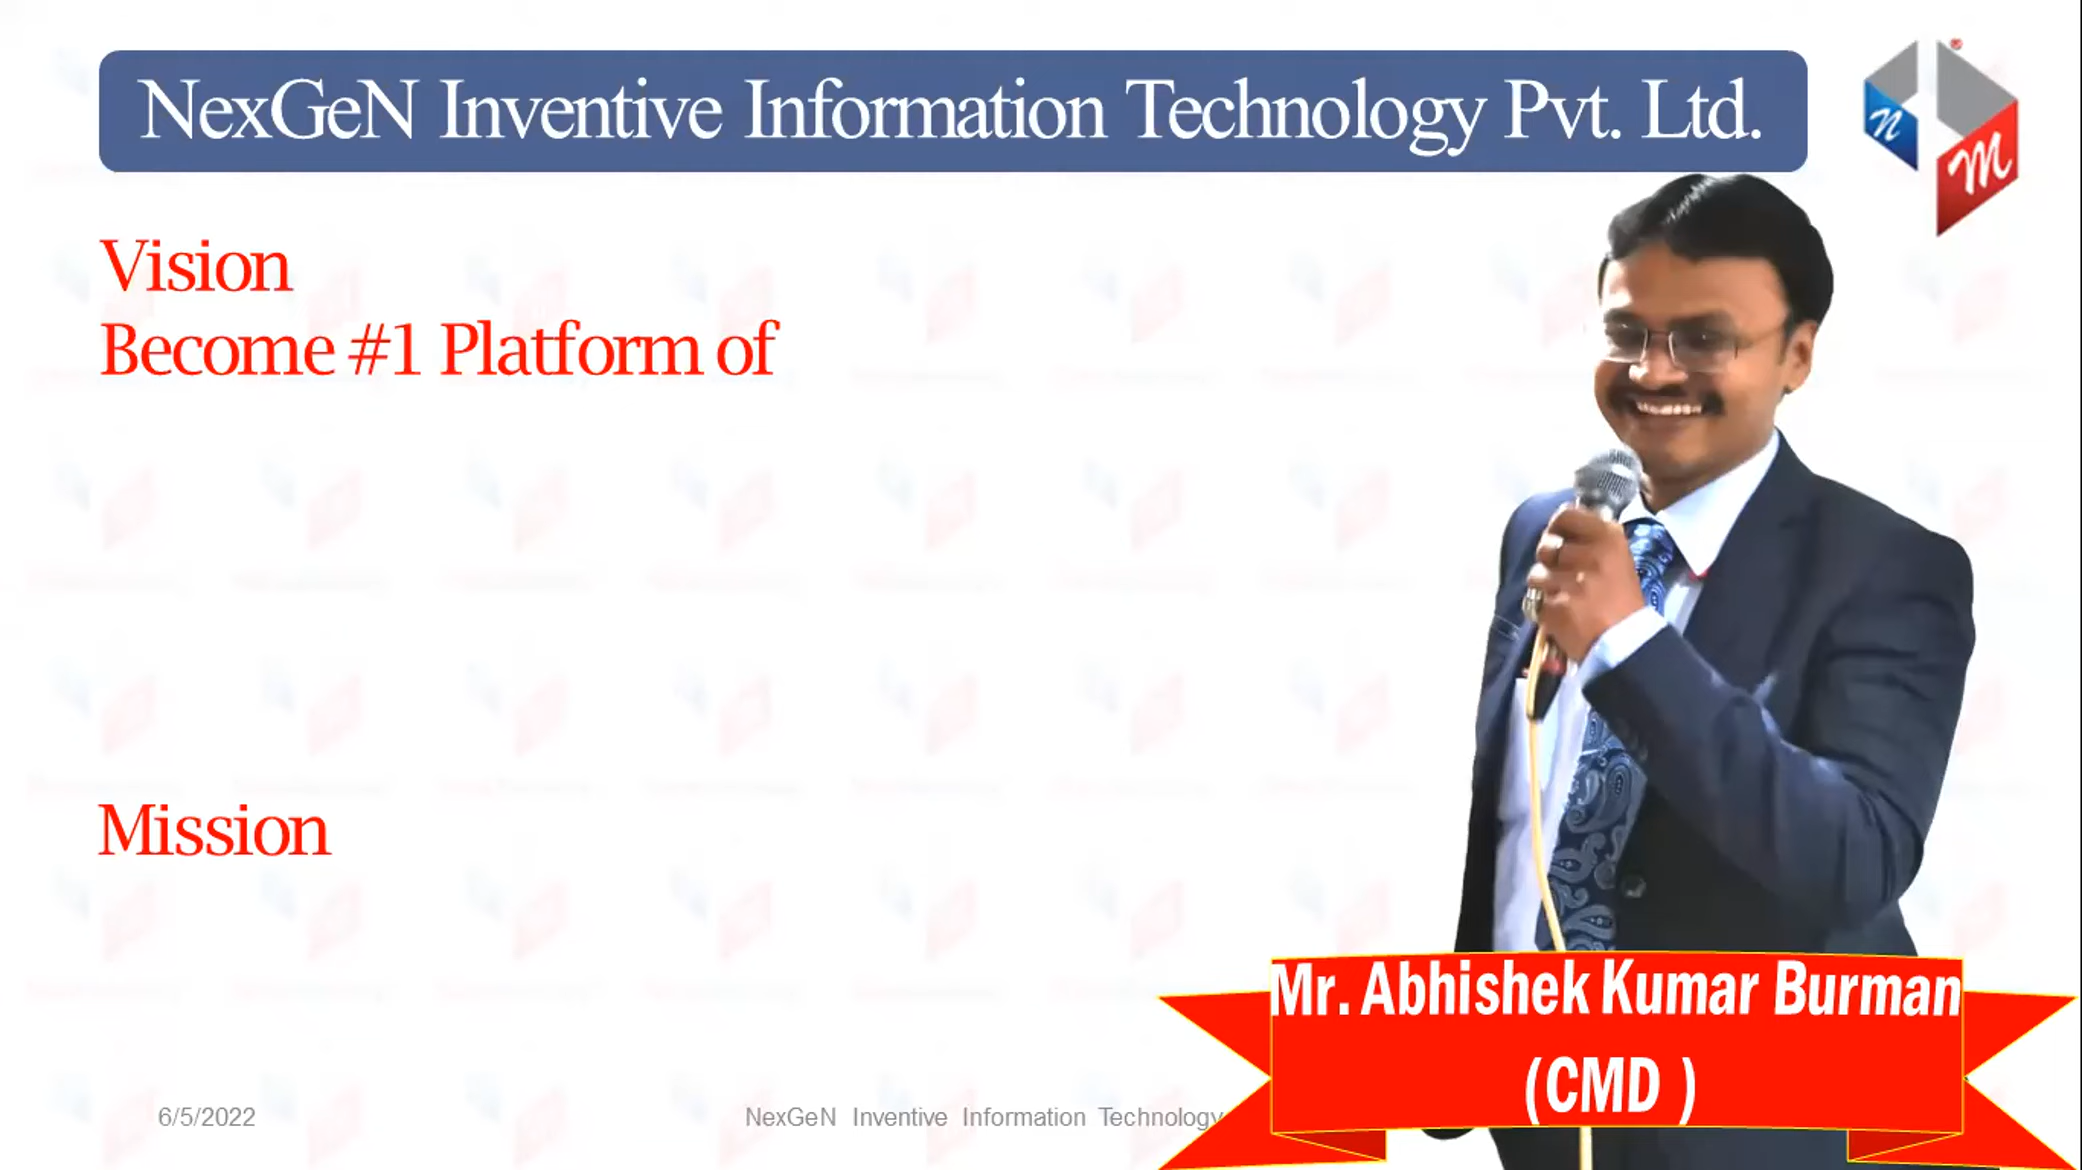 NexGeN Inventive Information Technology Pvt. Ltd.
n
M
Vision
Become #1 Platform of
Mission
Mr. Abhishek Kumar Burman
(CMD )
6/5/2022
NexGeN Inventive Information Technology